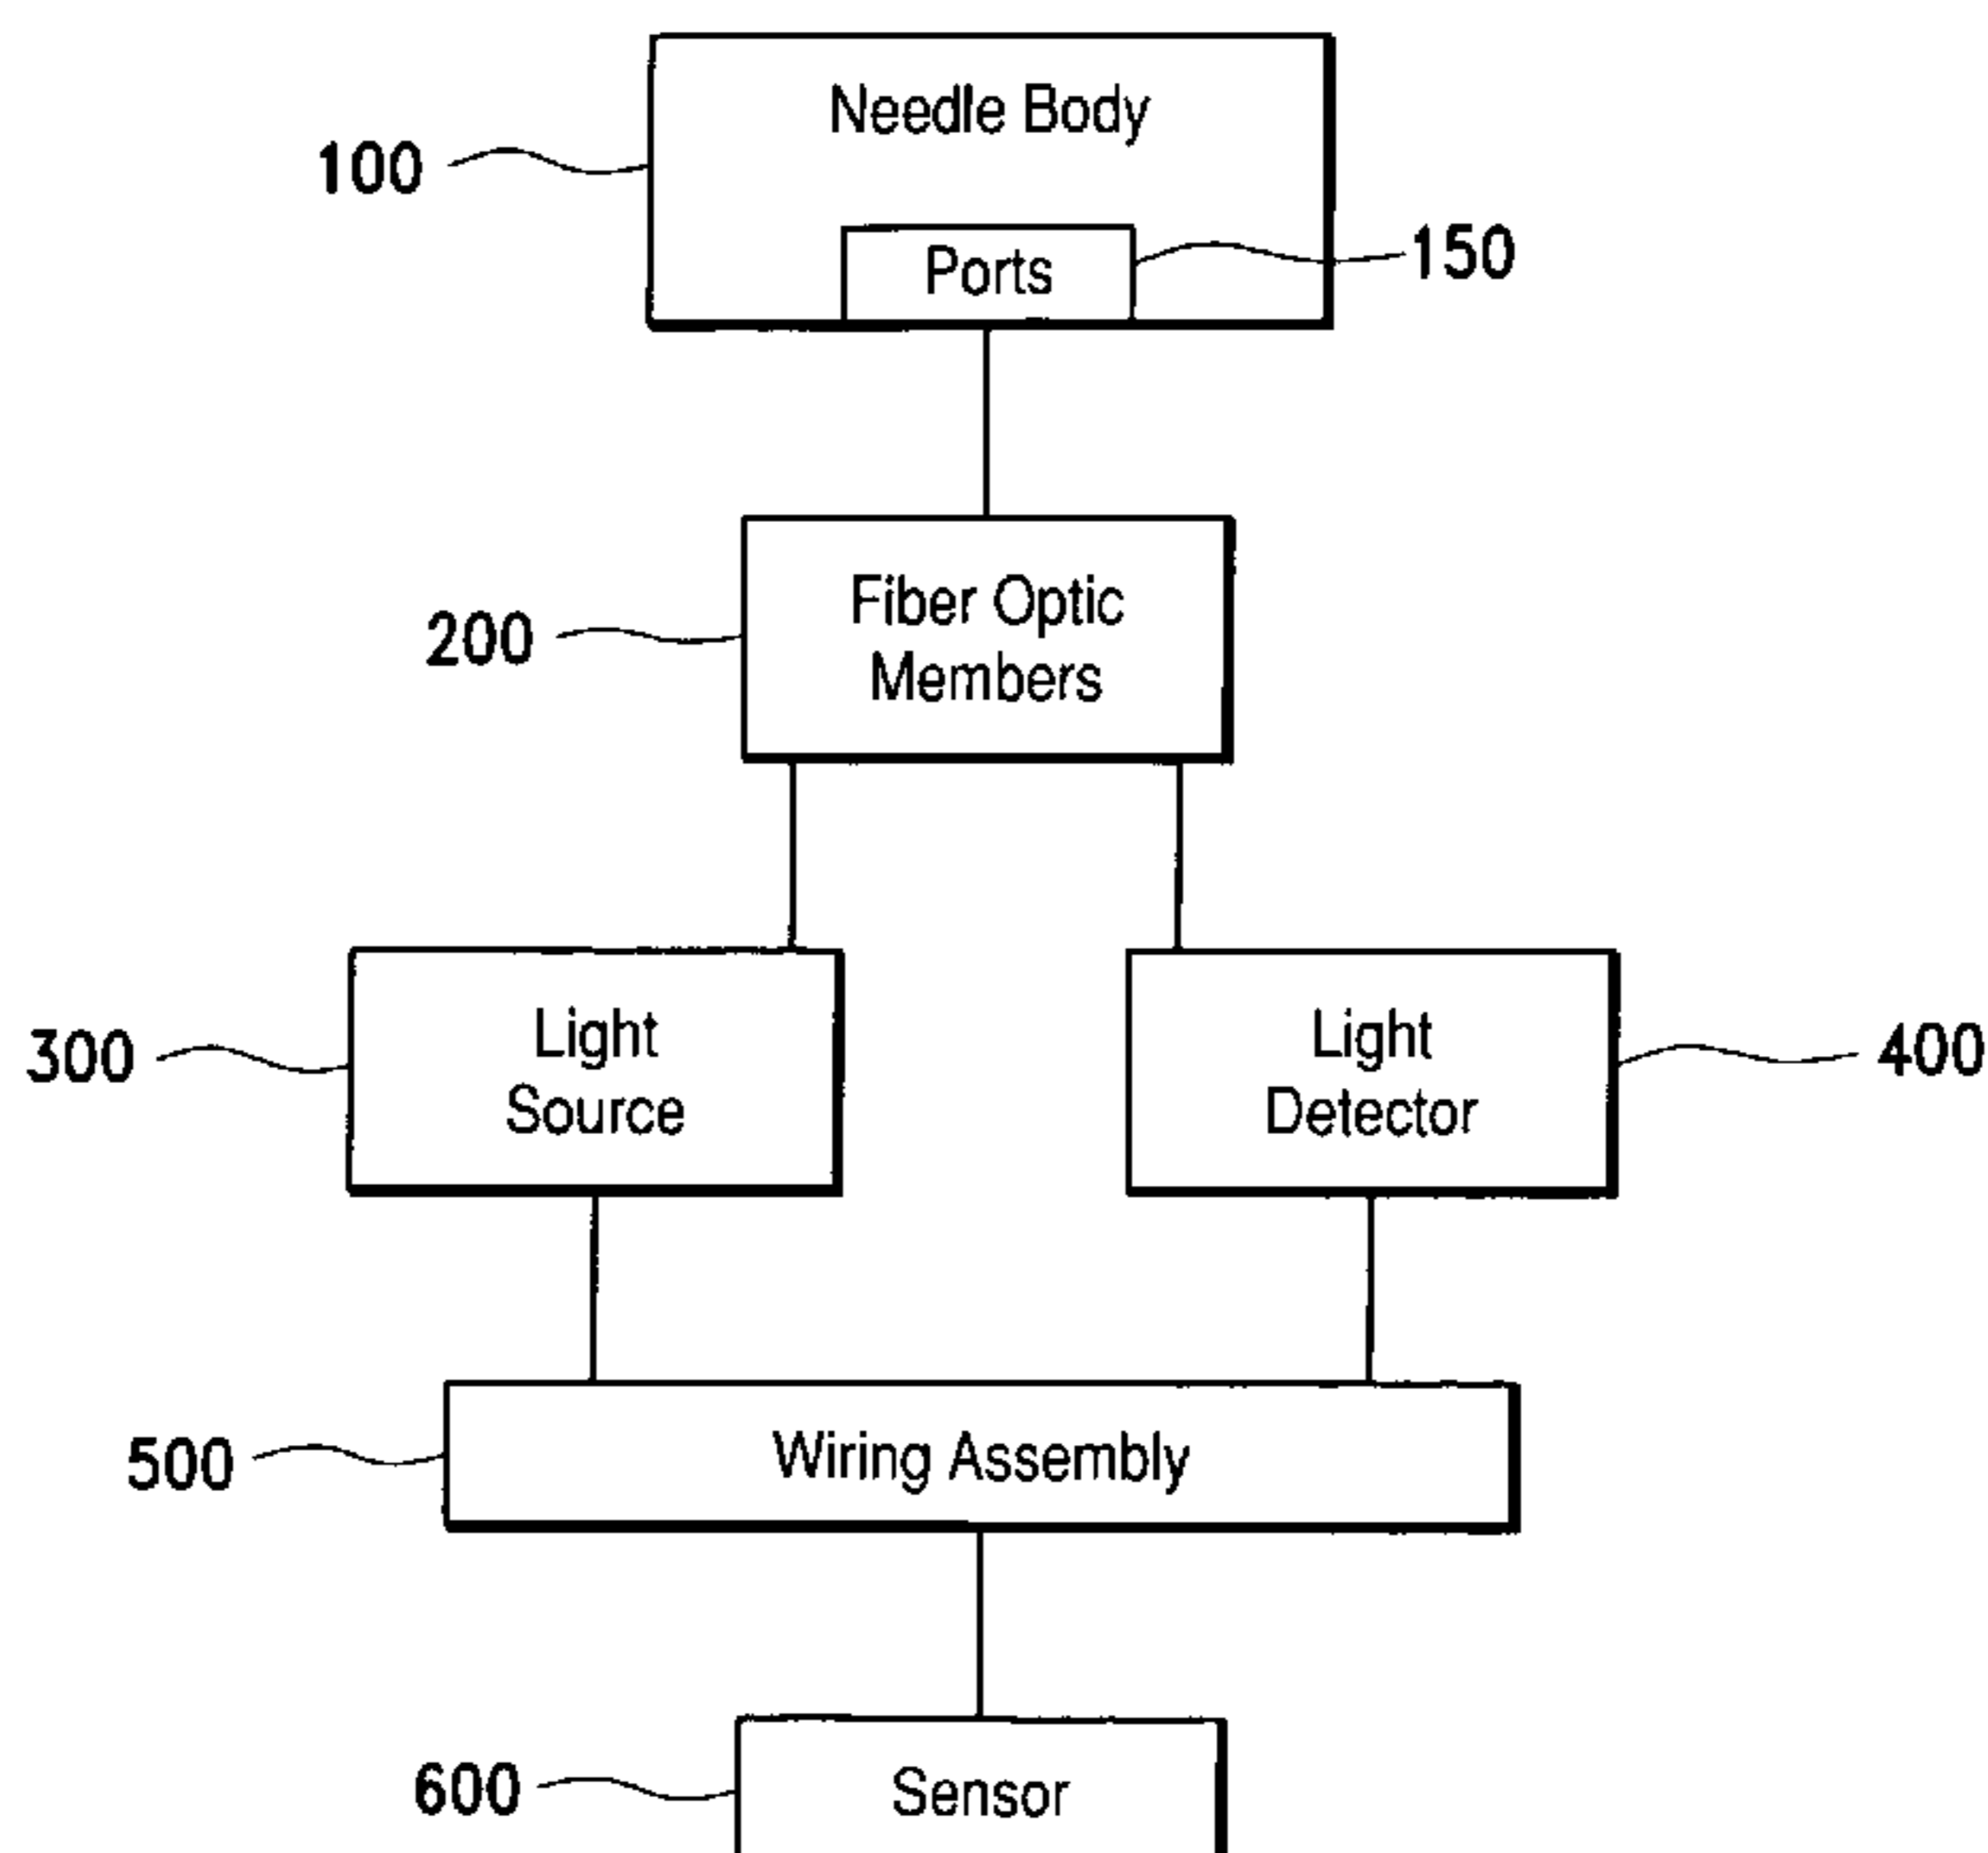 Needle Body
100
Ports
150
Fiber Optic
Members
200
Light
Source
300
Light
Detector
400
Wiring Assembly
500
Sensor
600